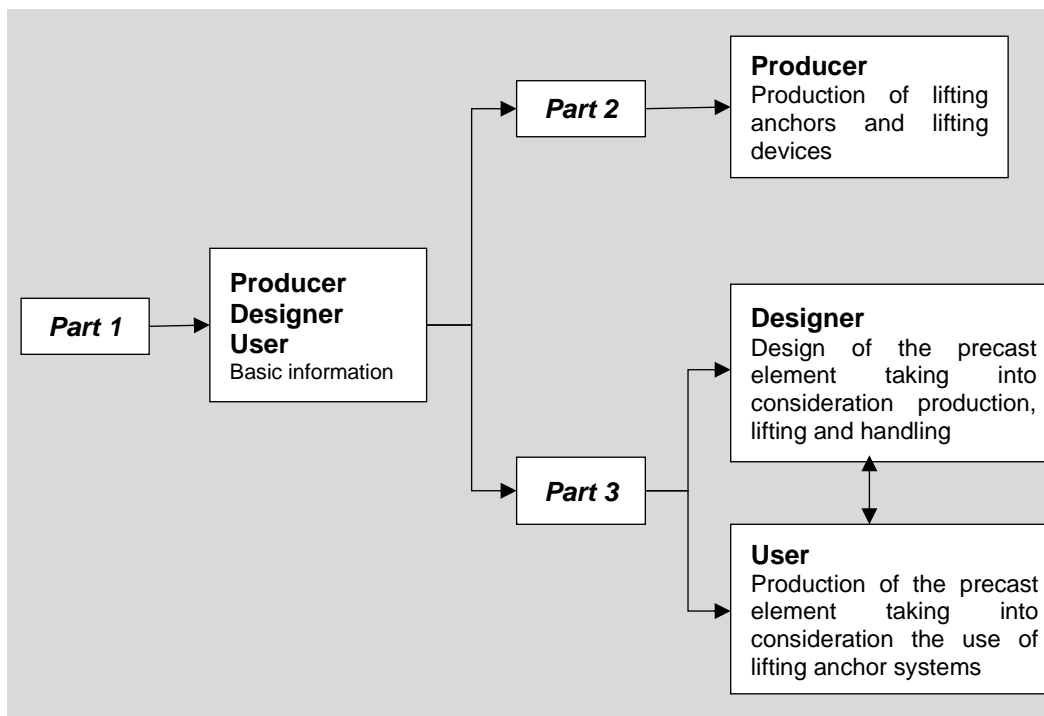 Part 1
Producer
Designer
User
Basic information
Part 2
Producer
Production of lifting
anchors and lifting
devices
Part 3
Designer
Design of the precast
element taking into
consideration production,
lifting and handling
User
Production of the precast
element taking into
consideration the use of
lifting anchor systems